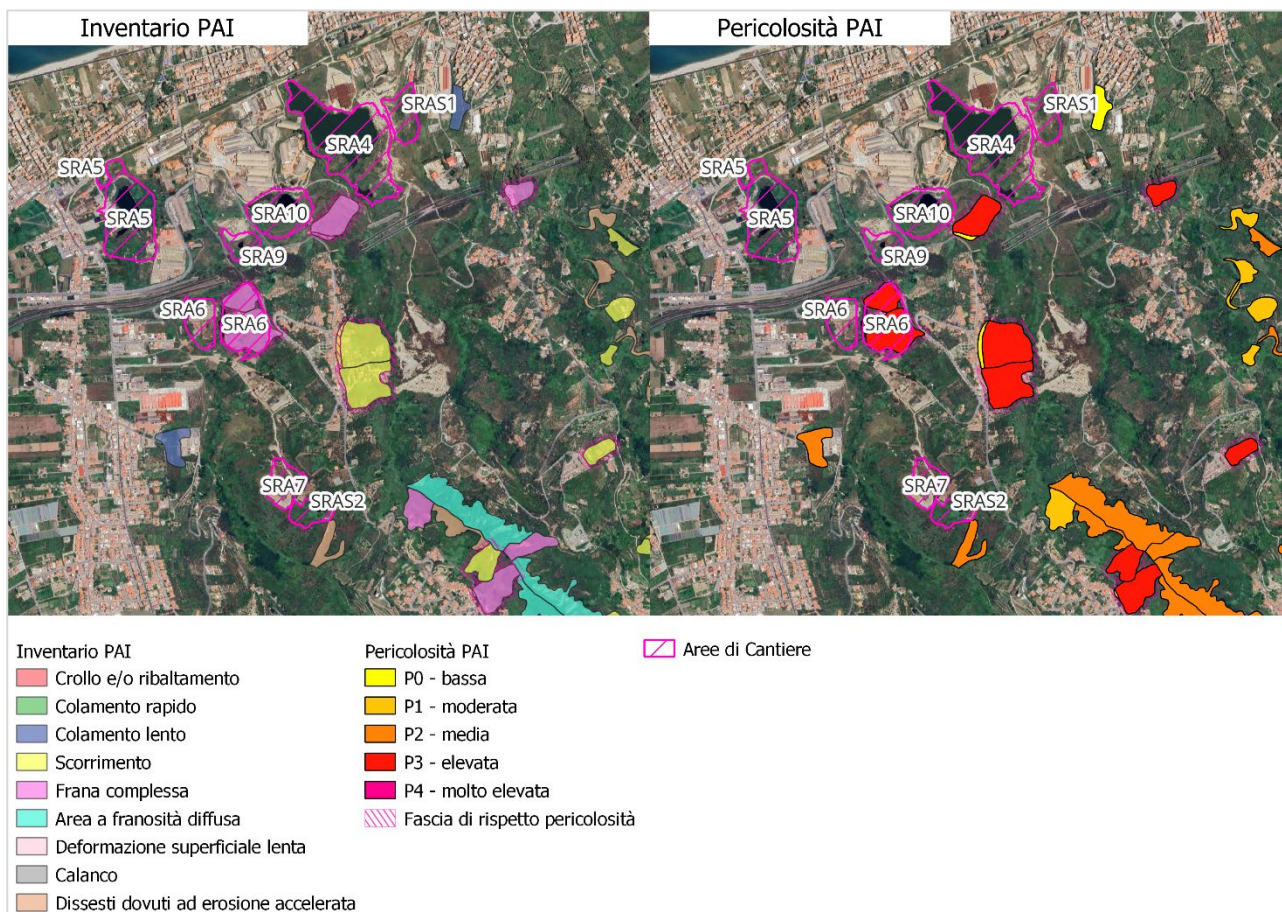 Inventario PAI
Pericolosità PAI
SRAS1
SRA4
SRA5
SRA5
SRA10
SRA9
SRA6
SRA6
SRA7
SRAS2
SRAS1
SRA4
SRA5
SRA5
SRA10
SRA9
SRA6
SRA6
SRA7
SRAS2
Inventario PAI
Crollo e/o ribaltamento
Colamento rapido
Colamento lento
Scorrimento
Frana complessa
Area a franosità diffusa
Deformazione superficiale lenta
Calanco
Dissesti dovuti ad erosione accelerata
Pericolosità PAI
P0 - bassa
P1 - moderata
P2 - media
P3 - elevata
P4 - molto elevata
Fascia di rispetto pericolosità
Aree di Cantiere